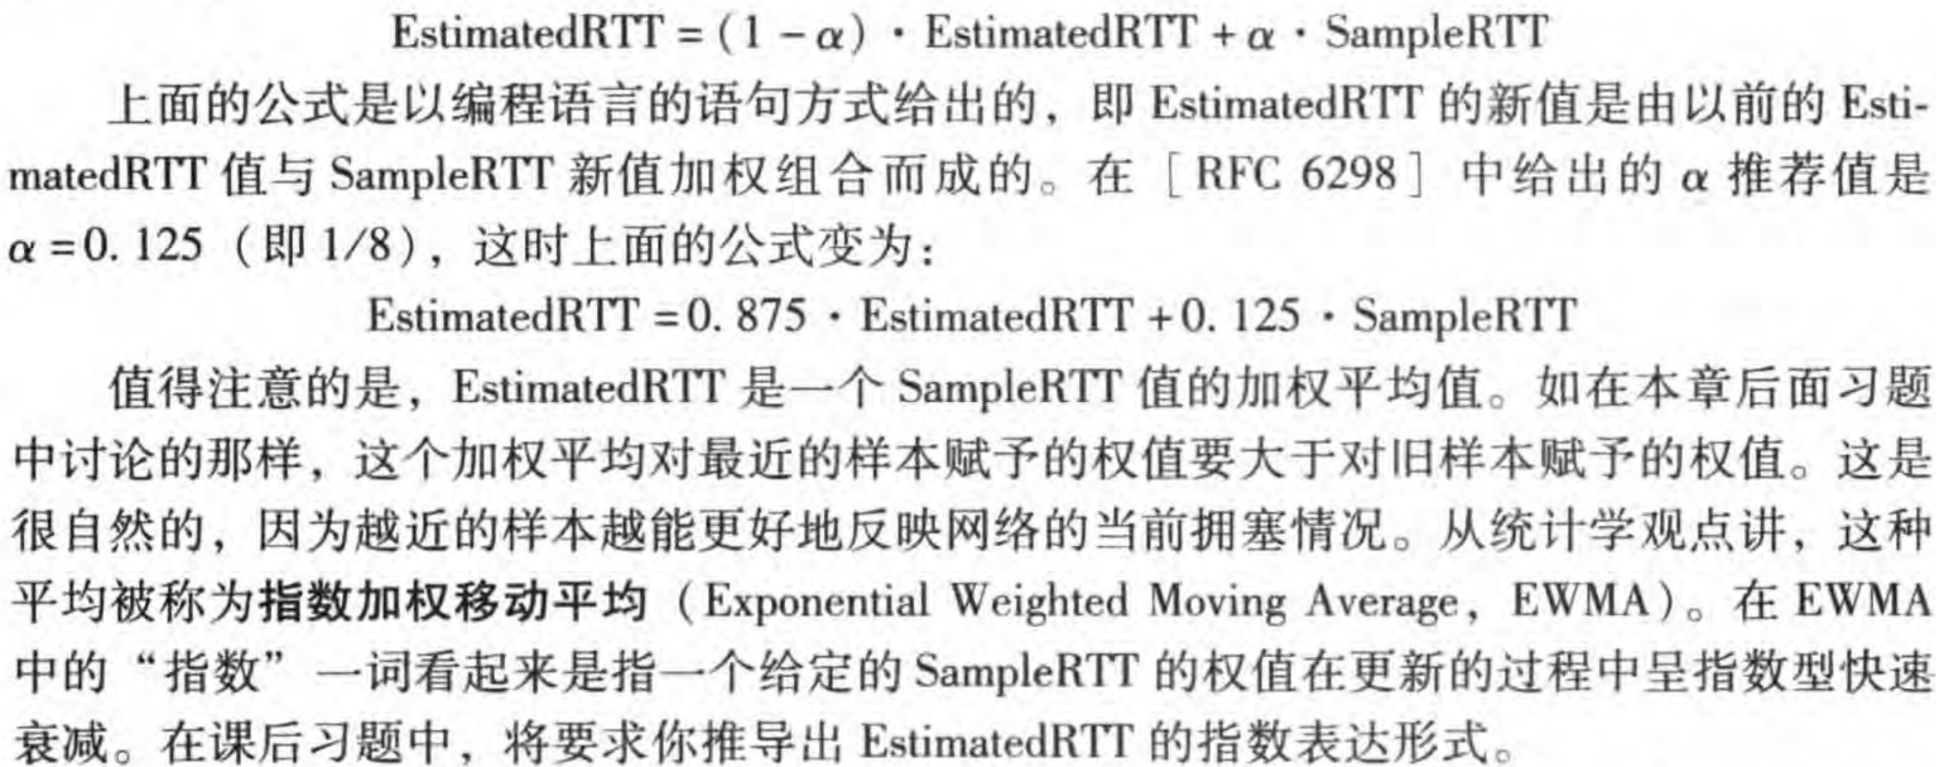 EstimatedRTT = (1 - α) · EstimatedRTT + α · SampleRTT
上面的公式是以编程语言的语句方式给出的，即 EstimatedRTT 的新值是由以前的 Esti-
matedRTT 值与 SampleRTT 新值加权组合而成的。在［RFC 6298］中给出的 α 推荐值是
α = 0. 125（即 1/8），这时上面的公式变为：
EstimatedRTT = 0. 875 · EstimatedRTT + 0. 125 · SampleRTT
值得注意的是，EstimatedRTT 是一个 SampleRTT 值的加权平均值。如在本章后面习题
中讨论的那样，这个加权平均对最近的样本赋予的权值要大于对旧样本赋予的权值。这是
很自然的，因为越近的样本越能更好地反映网络的当前拥塞情况。从统计学观点讲，这种
平均被称为指数加权移动平均（Exponential Weighted Moving Average，EWMA）。在 EWMA
中的“指数”一词看起来是指一个给定的 SampleRTT 的权值在更新的过程中呈指数型快速
衰减。在课后习题中，将要求你推导出 EstimatedRTT 的指数表达形式。